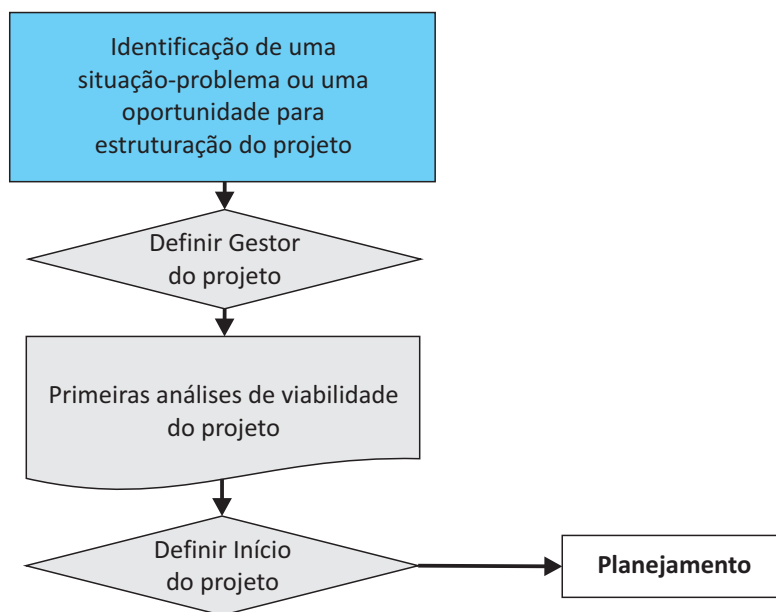 Identificação de uma
situação-problema ou uma
oportunidade para
estruturação do projeto
Definir Gestor
do projeto
Primeiras análises de viabilidade
do projeto
Definir Início
do projeto
Planejamento